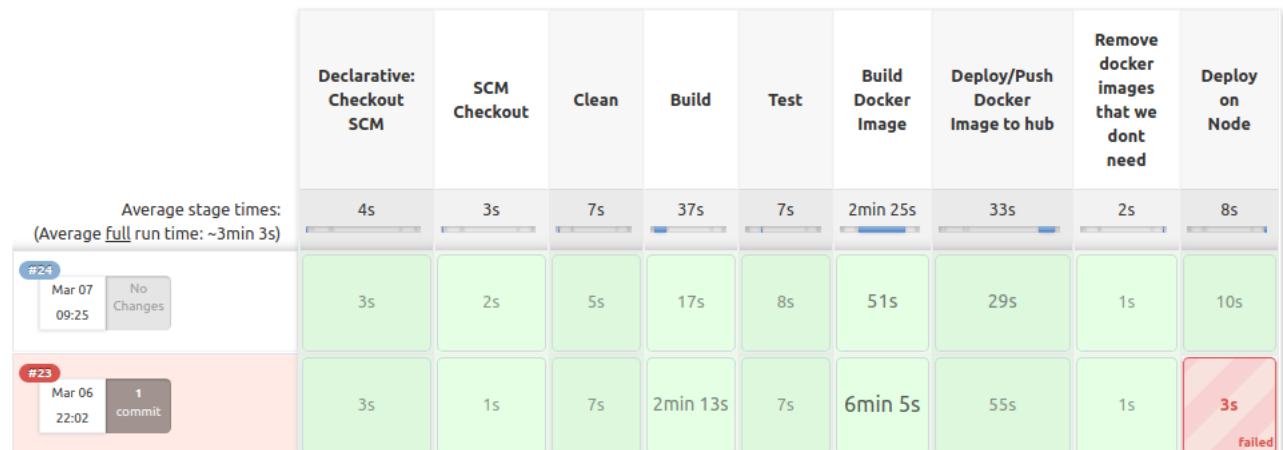 Declarative: Checkout SCM
SCM Checkout
Clean
Build
Test
Build Docker Image
Deploy/Push Docker Image to hub
Remove docker images that we dont need
Deploy on Node
Average stage times:
(Average full run time: ~3min 3s)
4s
3s
7s
37s
7s
2min 25s
33s
2s
8s
#24
Mar 07
09:25
No
Changes
3s
2s
5s
17s
8s
51s
29s
1s
10s
#23
Mar 06
22:02
1
commit
3s
1s
7s
2min 13s
7s
6min 5s
55s
1s
3s
failed